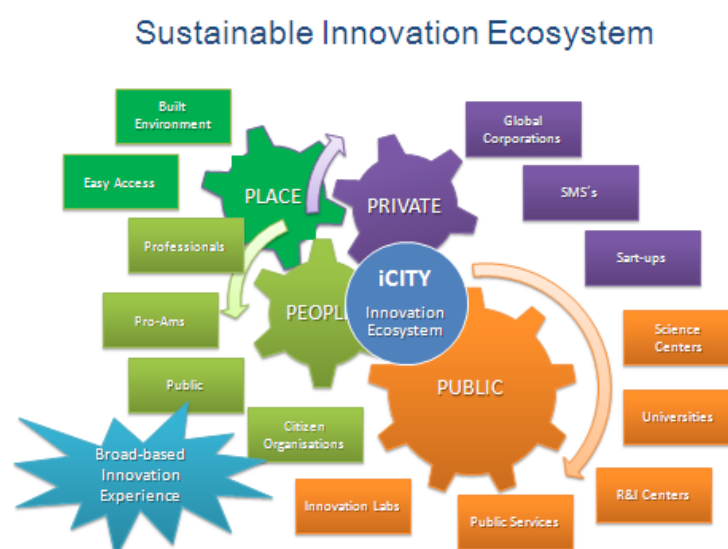 Sustainable Innovation Ecosystem
Built
Environment
Easy Access
PLACE
PRIVATE
Global
Corporations
SMS´s
Sart-ups
Professionals
Pro-Ams
Public
Citizen
Organisations
PEOPL
iCITY
Innovation
Ecosystem
PUBLIC
Science
Centers
Universities
R&I Centers
Public Services
Innovation Labs
Broad-based
Innovation
Experience